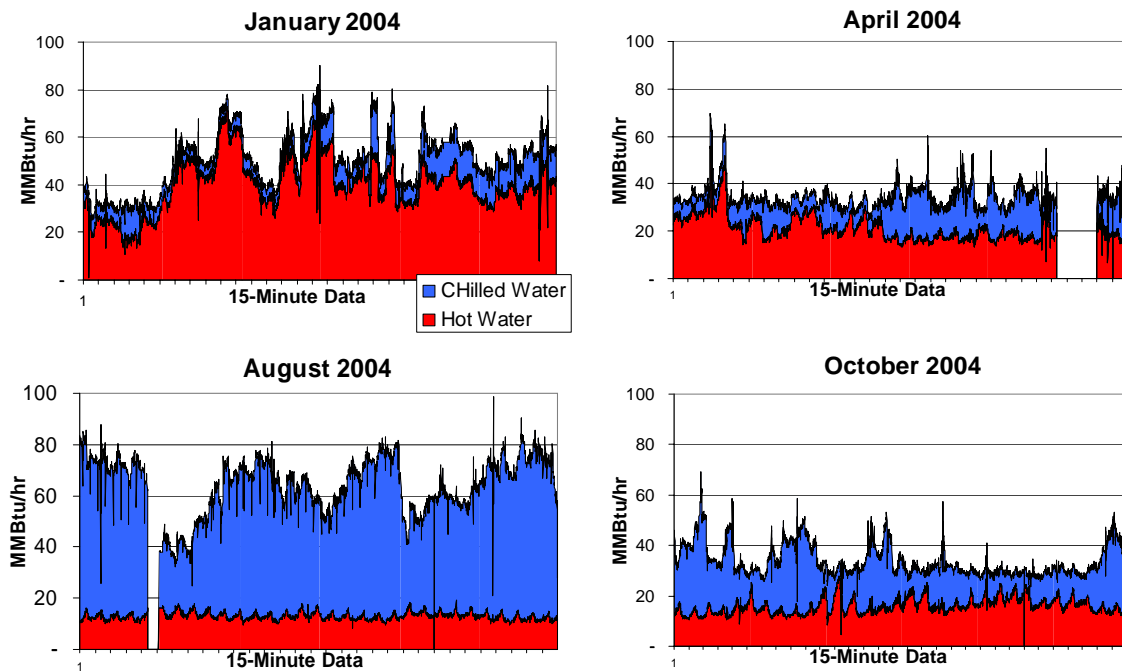 January 2004
100
80
60
40
20
-
MMBtu/hr
1
15-Minute Data
CHilled Water
Hot Water
April 2004
100
80
60
40
20
-
MMBtu/hr
1
15-Minute Data
August 2004
100
80
60
40
20
-
MMBtu/hr
1
15-Minute Data
October 2004
100
80
60
40
20
-
MMBtu/hr
1
15-Minute Data